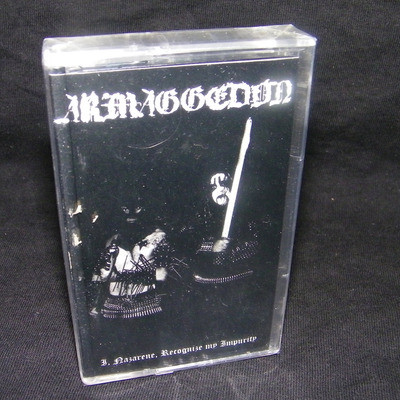 ARMAGGEDON
I, Nazarene, Recognize my Impurity